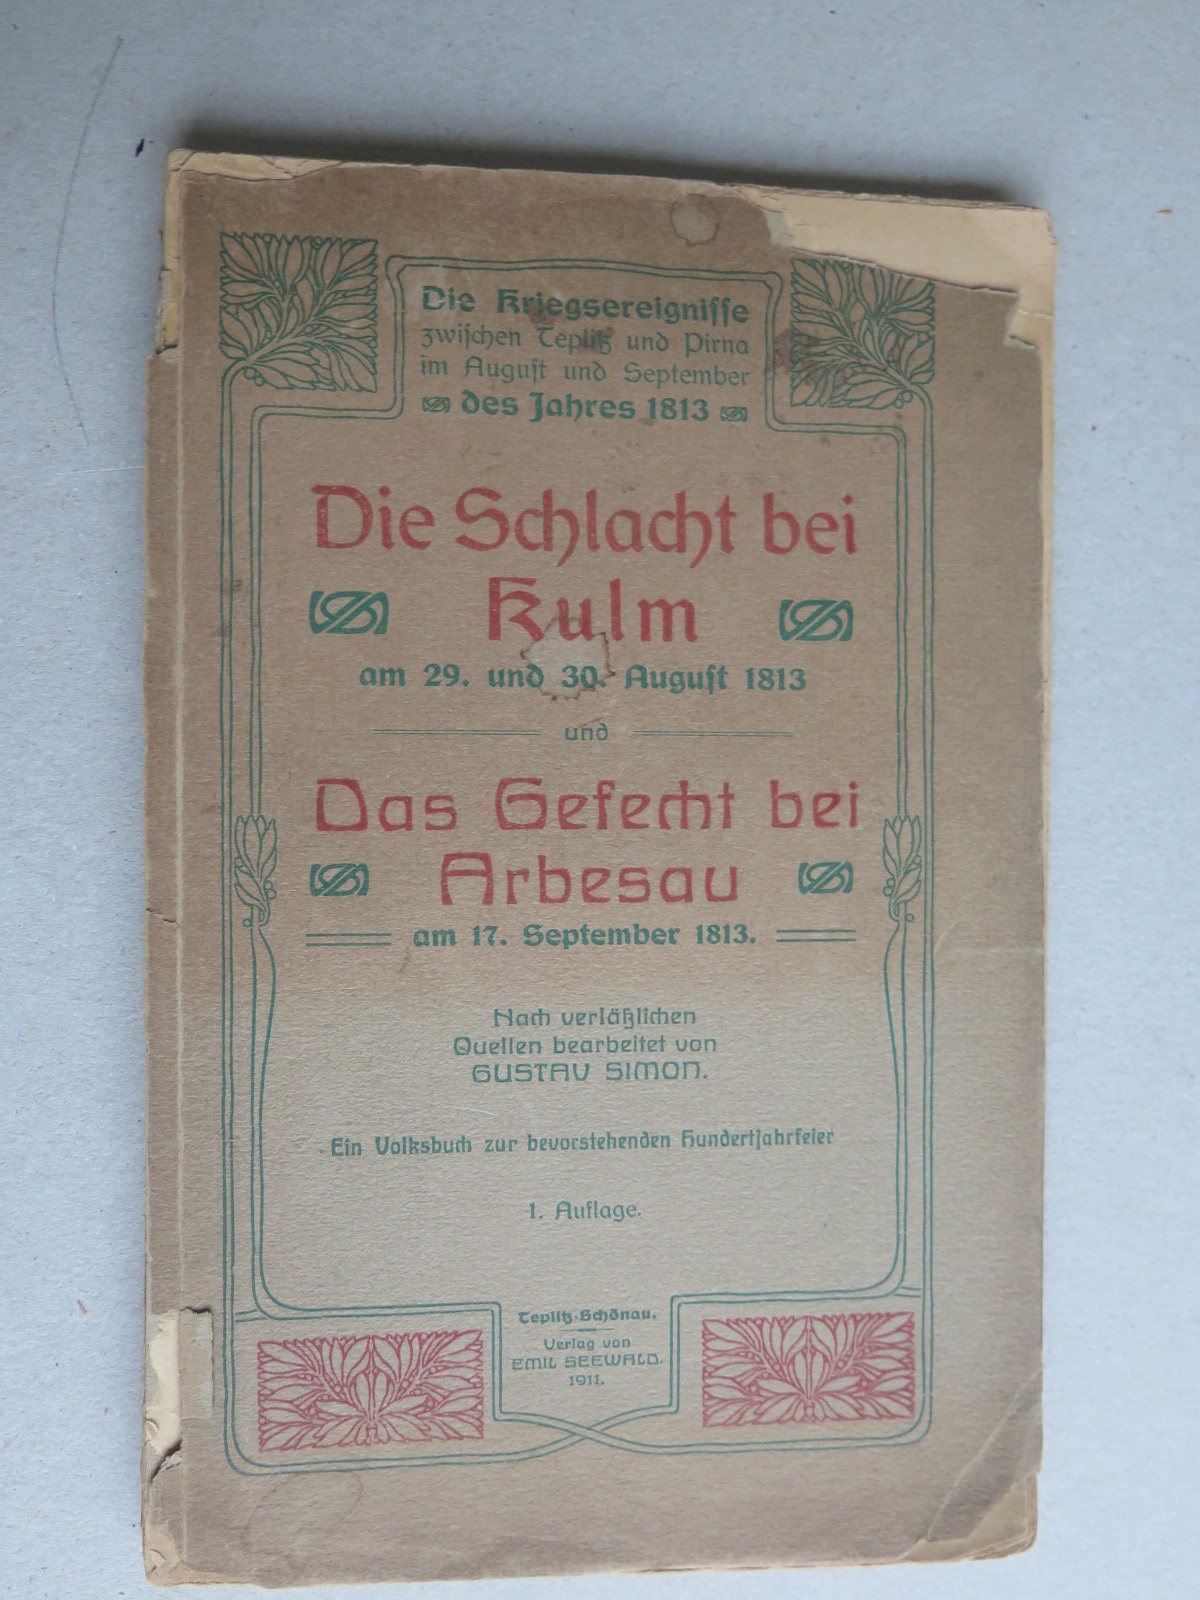 Die Kriegsereignisse
zwischen Teplitz und Pirna
im August und September
des Jahres 1813
Die Schlacht bei
Kulm
am 29. und 30. August 1813
und
Das Gefecht bei
Arbesau
am 17. September 1813.
Nach verläßlichen
Quellen bearbeitet von
GUSTAV SIMON.
Ein Volksbuch zur bevorstehenden Hundertjahrfeier
1. Auflage.
Teplitz-Schönau.
Verlag von
EMIL SEEWALD.
1911.